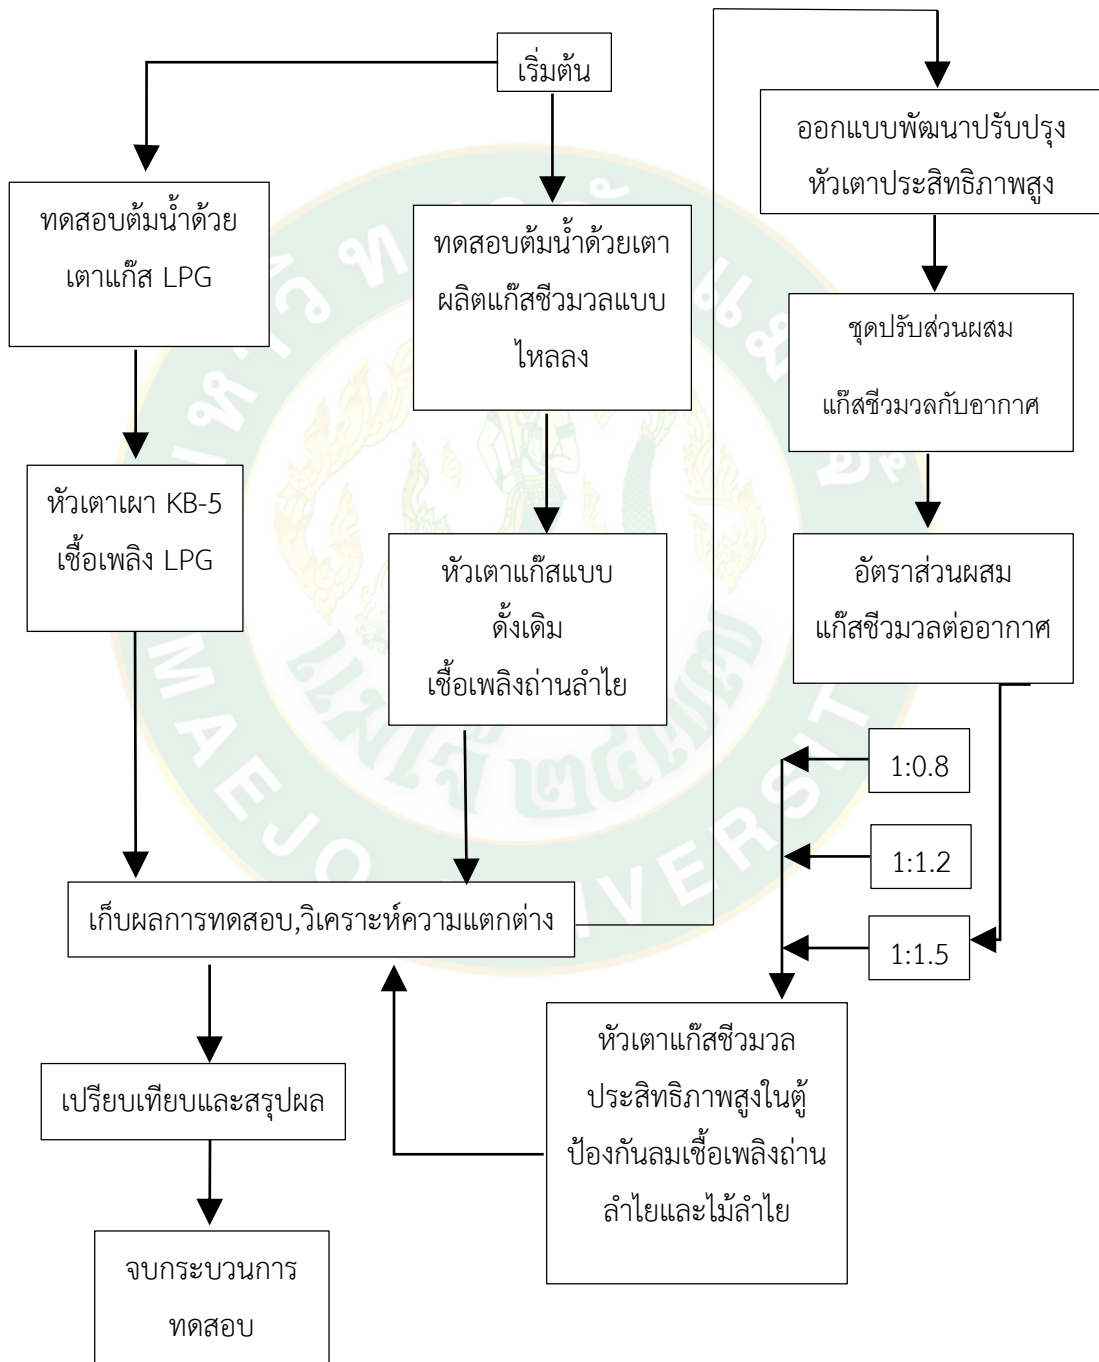 เริ่มต้น
ทดสอบต้มน้ำด้วย
เตาแก๊ส LPG
หัวเตาเผา KB-5
เชื้อเพลิง LPG
ทดสอบต้มน้ำด้วยเตา
ผลิตแก๊สชีวมวลแบบ
ไหลลง
หัวเตาแก๊สแบบ
ดั้งเดิม
เชื้อเพลิงถ่านลำไย
เก็บผลการทดสอบ,วิเคราะห์ความแตกต่าง
ออกแบบพัฒนาปรับปรุง
หัวเตาประสิทธิภาพสูง
ชุดปรับส่วนผสม
แก๊สชีวมวลกับอากาศ
อัตราส่วนผสม
แก๊สชีวมวลต่ออากาศ
1:0.8
1:1.2
1:1.5
หัวเตาแก๊สชีวมวล
ประสิทธิภาพสูงในตู้
ป้องกันลมเชื้อเพลิงถ่าน
ลำไยและไม้ลำไย
เปรียบเทียบและสรุปผล
จบกระบวนการ
ทดสอบ
MAEJO UNIVERSIT